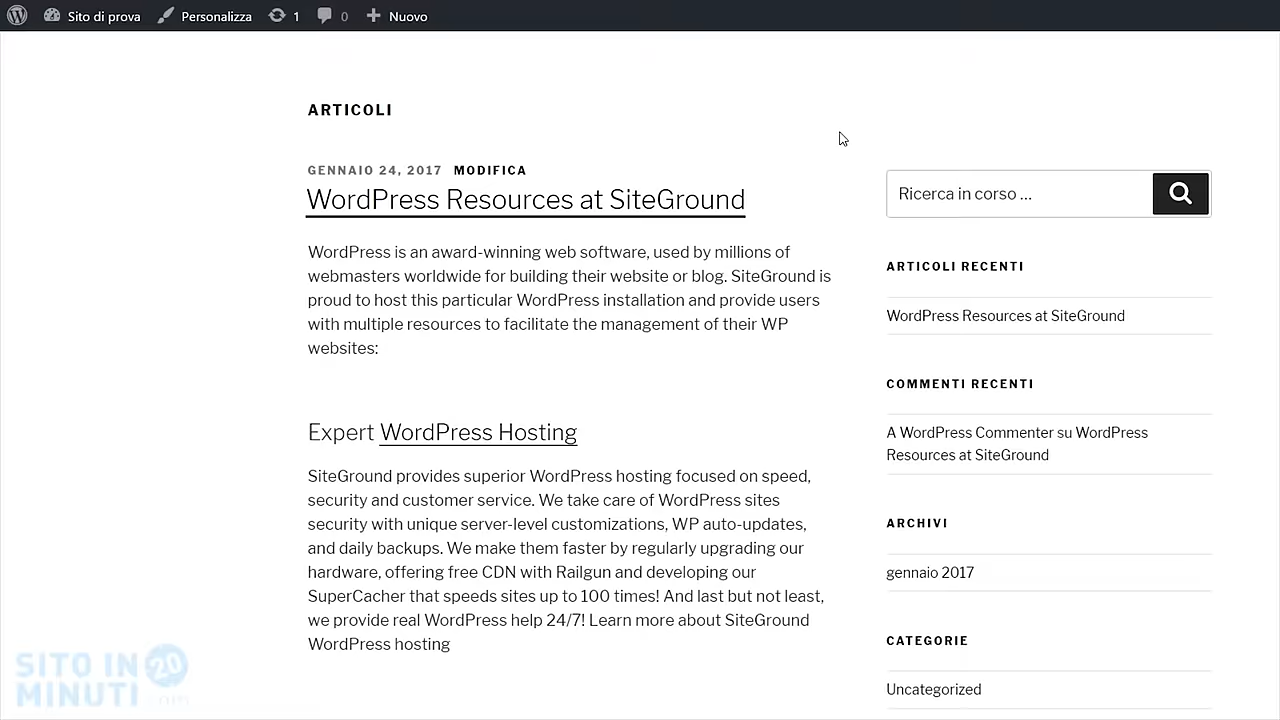 Sito di prova Personalizza 1 0 Nuovo
ARTICOLI
GENNAIO 24, 2017 MODIFICA
WordPress Resources at SiteGround
WordPress is an award-winning web software, used by millions of
webmasters worldwide for building their website or blog. SiteGround is
proud to host this particular WordPress installation and provide users
with multiple resources to facilitate the management of their WP
websites:
Expert WordPress Hosting
SiteGround provides superior WordPress hosting focused on speed,
security and customer service. We take care of WordPress sites
security with unique server-level customizations, WP auto-updates,
and daily backups. We make them faster by regularly upgrading our
hardware, offering free CDN with Railgun and developing our
SuperCacher that speeds sites up to 100 times! And last but not least,
we provide real WordPress help 24/7! Learn more about SiteGround
WordPress hosting
Ricerca in corso ...
ARTICOLI RECENTI
WordPress Resources at SiteGround
COMMENTI RECENTI
A WordPress Commenter su WordPress
Resources at SiteGround
ARCHIVI
gennaio 2017
CATEGORIE
Uncategorized
SITO IN 20
MINUTI .com